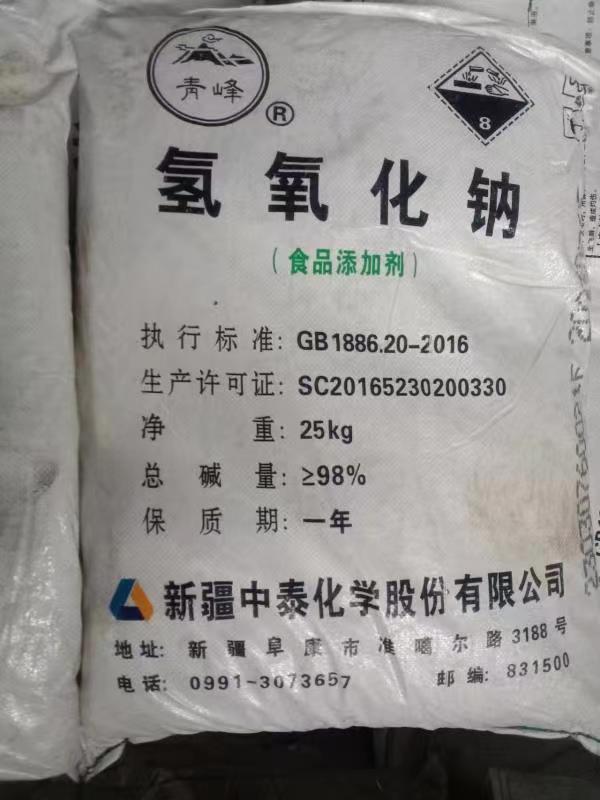 青峰
®
8
氢氧化钠
(食品添加剂)
执行标准: GB1886.20-2016
生产许可证: SC20165230200330
净重: 25kg
总碱量: ≥98%
保质期: 一年
新疆中泰化学股份有限公司
地址: 新疆阜康市准噶尔路3188号
电话: 0991-3073657 邮编: 831500